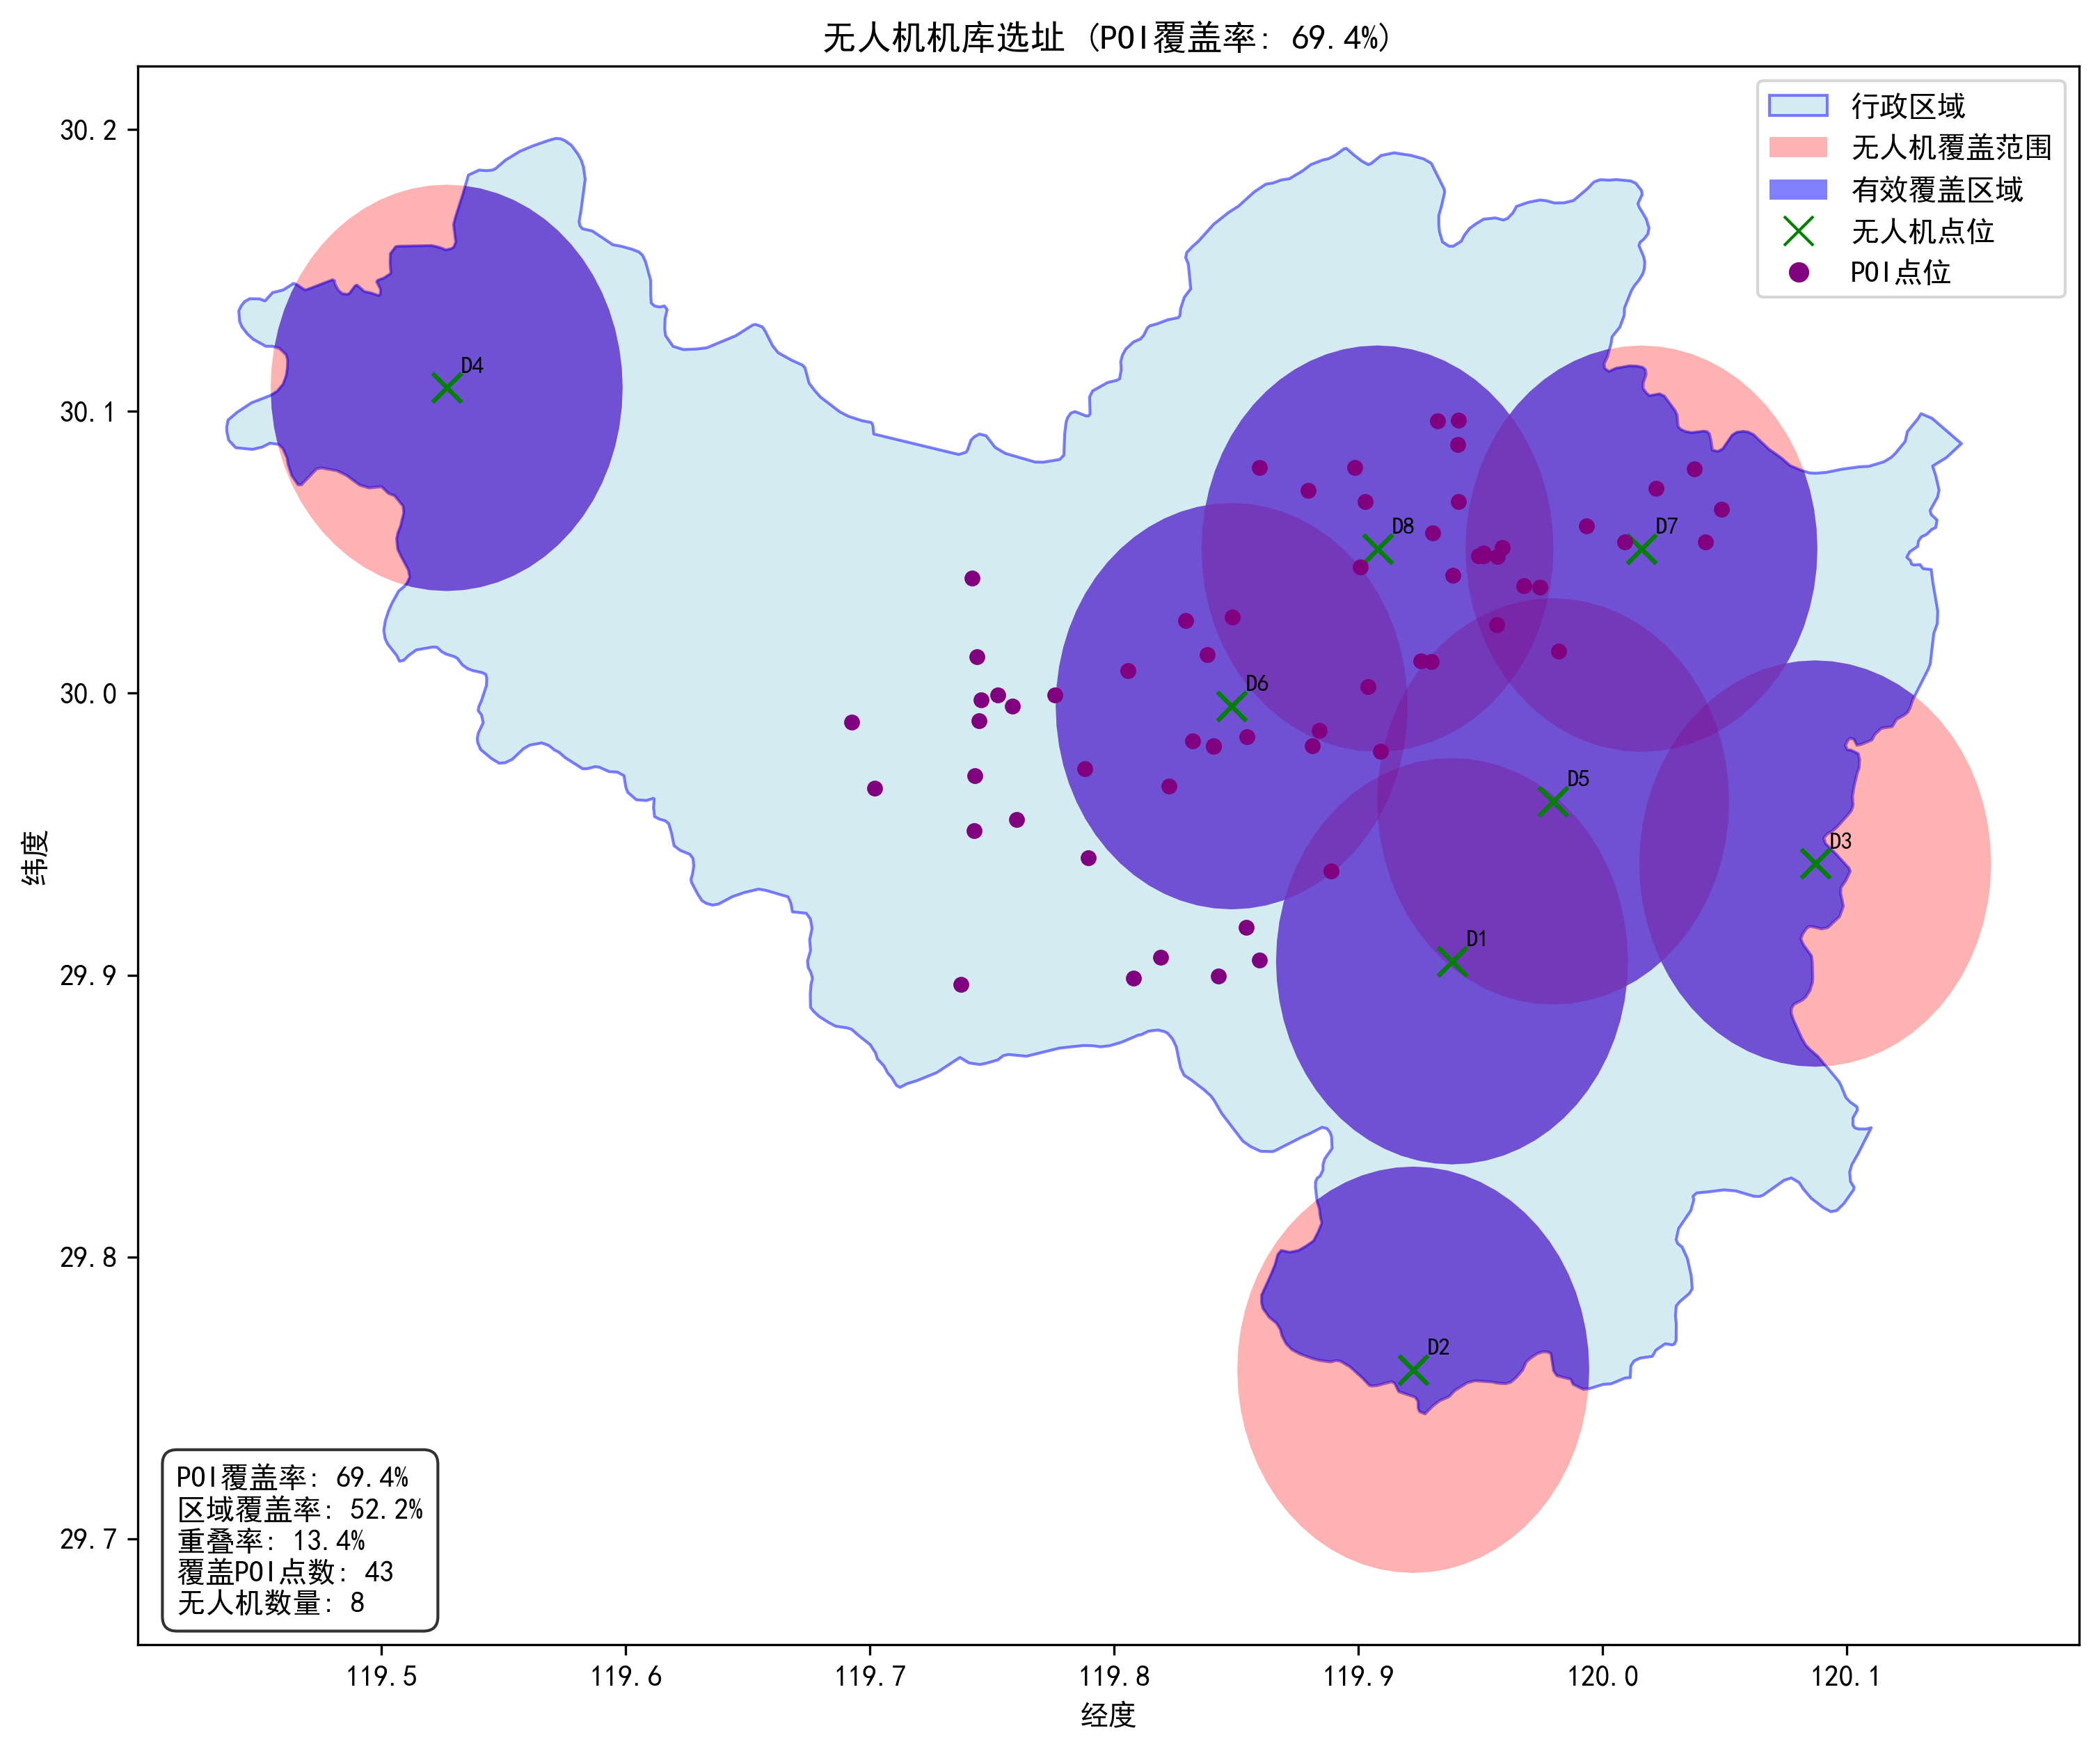 无人机机库选址 (POI覆盖率: 69.4%)
行政区域
无人机覆盖范围
有效覆盖区域
无人机点位
POI点位
纬度
30.2
30.1
30.0
29.9
29.8
29.7
D4
D8
D7
D6
D5
D3
D1
D2
POI覆盖率: 69.4%
区域覆盖率: 52.2%
重叠率: 13.4%
覆盖POI点数: 43
无人机数量: 8
119.5
119.6
119.7
119.8
119.9
120.0
120.1
经度